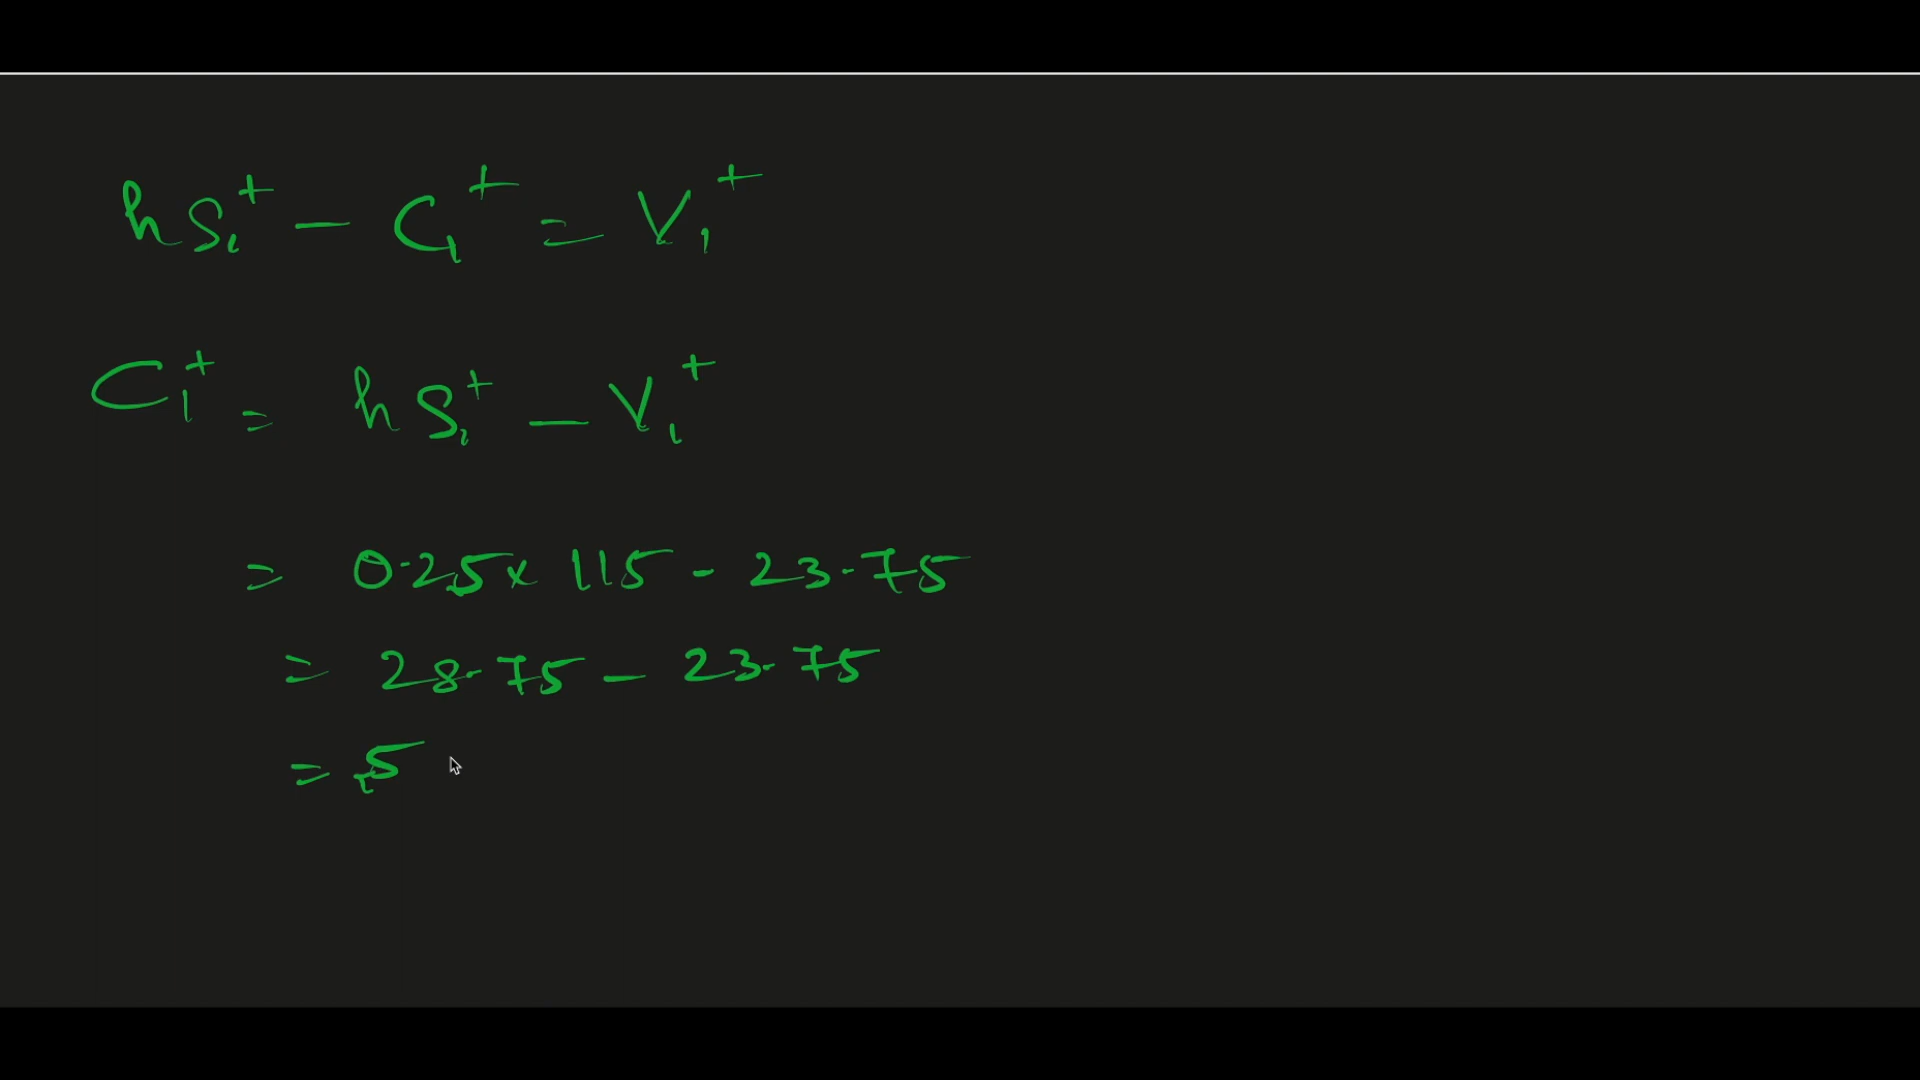 hS₁⁺ − C₁⁺ = V₁⁺
C₁⁺ = hS₁⁺ − V₁⁺
= 0.25 x 115 - 23.75
= 28.75 − 23.75
= 5